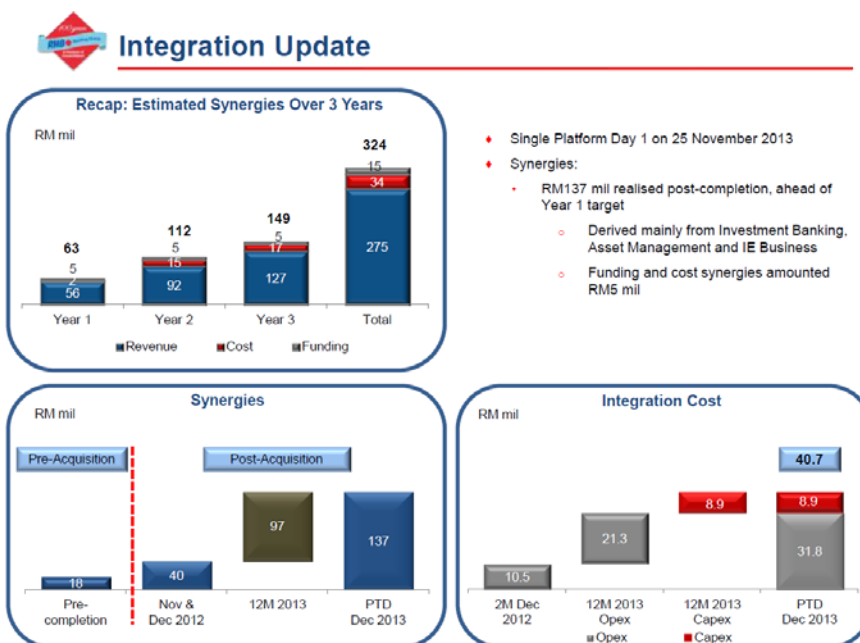 100 years
RHB
Integration Update
Recap: Estimated Synergies Over 3 Years
RM mil
324
15
34
275
149
5
17
127
112
5
15
92
63
5
2
56
Year 1 Year 2 Year 3 Total
Revenue Cost Funding
♦ Single Platform Day 1 on 25 November 2013
♦ Synergies:
• RM137 mil realised post-completion, ahead of
Year 1 target
o Derived mainly from Investment Banking,
Asset Management and IE Business
o Funding and cost synergies amounted
RM5 mil
Synergies
RM mil
Pre-Acquisition Post-Acquisition
97
137
40
18
Pre-
completion
Nov &
Dec 2012
12M 2013
PTD
Dec 2013
Integration Cost
RM mil
40.7
8.9 8.9
21.3
31.8
10.5
2M Dec
2012
12M 2013
Opex
12M 2013
Capex
PTD
Dec 2013
Opex Capex